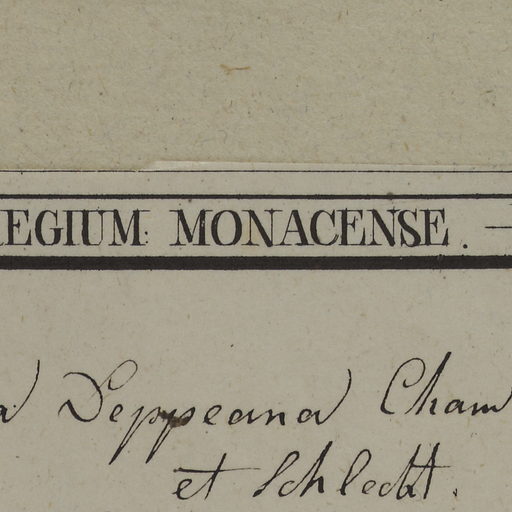 EGIUM MONACENSE.
a Deppeana Cham
et Schlecht.